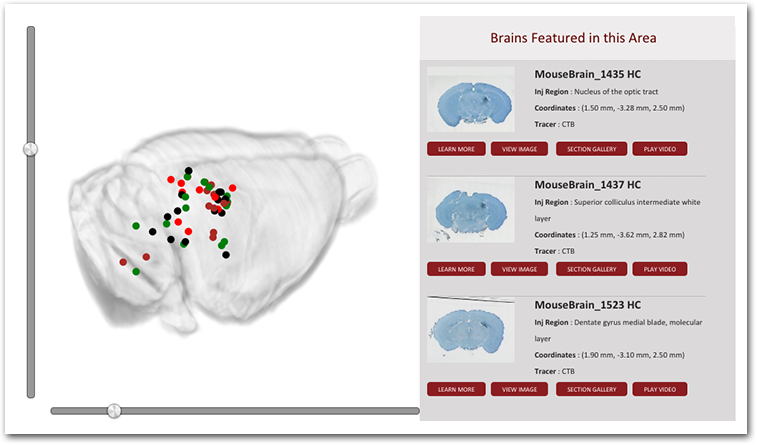 Brains Featured in this Area
MouseBrain_1435 HC
Inj Region : Nucleus of the optic tract
Coordinates : (1.50 mm, -3.28 mm, 2.50 mm)
Tracer : CTB
LEARN MORE VIEW IMAGE SECTION GALLERY PLAY VIDEO
MouseBrain_1437 HC
Inj Region : Superior colliculus intermediate white
layer
Coordinates : (1.25 mm, -3.62 mm, 2.82 mm)
Tracer : CTB
LEARN MORE VIEW IMAGE SECTION GALLERY PLAY VIDEO
MouseBrain_1523 HC
Inj Region : Dentate gyrus medial blade, molecular
layer
Coordinates : (1.90 mm, -3.10 mm, 2.50 mm)
Tracer : CTB
LEARN MORE VIEW IMAGE SECTION GALLERY PLAY VIDEO